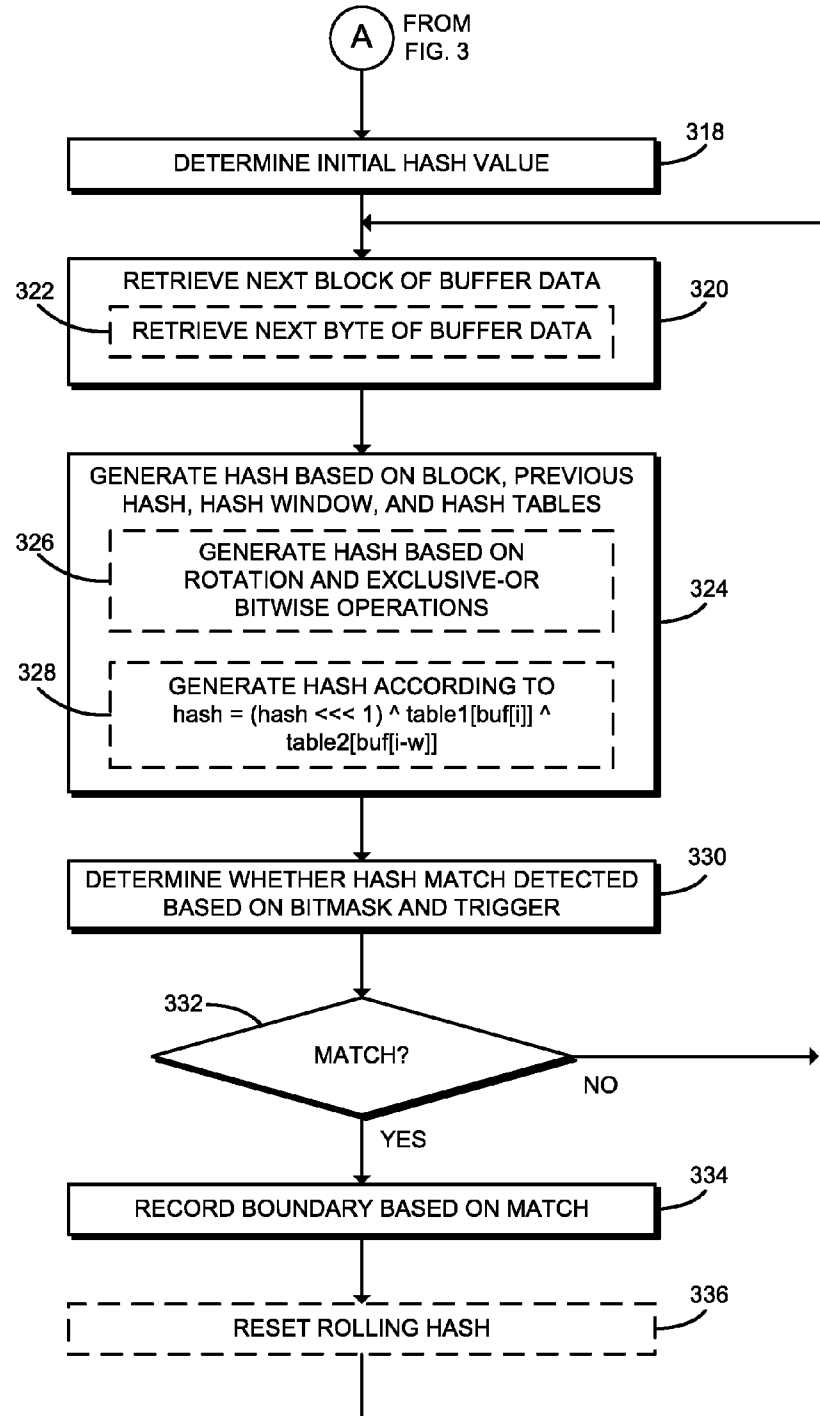 A
FROM
FIG. 3
318
DETERMINE INITIAL HASH VALUE
RETRIEVE NEXT BLOCK OF BUFFER DATA
322
RETRIEVE NEXT BYTE OF BUFFER DATA
320
GENERATE HASH BASED ON BLOCK, PREVIOUS
HASH, HASH WINDOW, AND HASH TABLES
326
GENERATE HASH BASED ON
ROTATION AND EXCLUSIVE-OR
BITWISE OPERATIONS
324
328
GENERATE HASH ACCORDING TO
hash = (hash <<< 1) ^ table1[buf[i]] ^
table2[buf[i-w]]
330
DETERMINE WHETHER HASH MATCH DETECTED
BASED ON BITMASK AND TRIGGER
332
MATCH?
NO
YES
334
RECORD BOUNDARY BASED ON MATCH
336
RESET ROLLING HASH